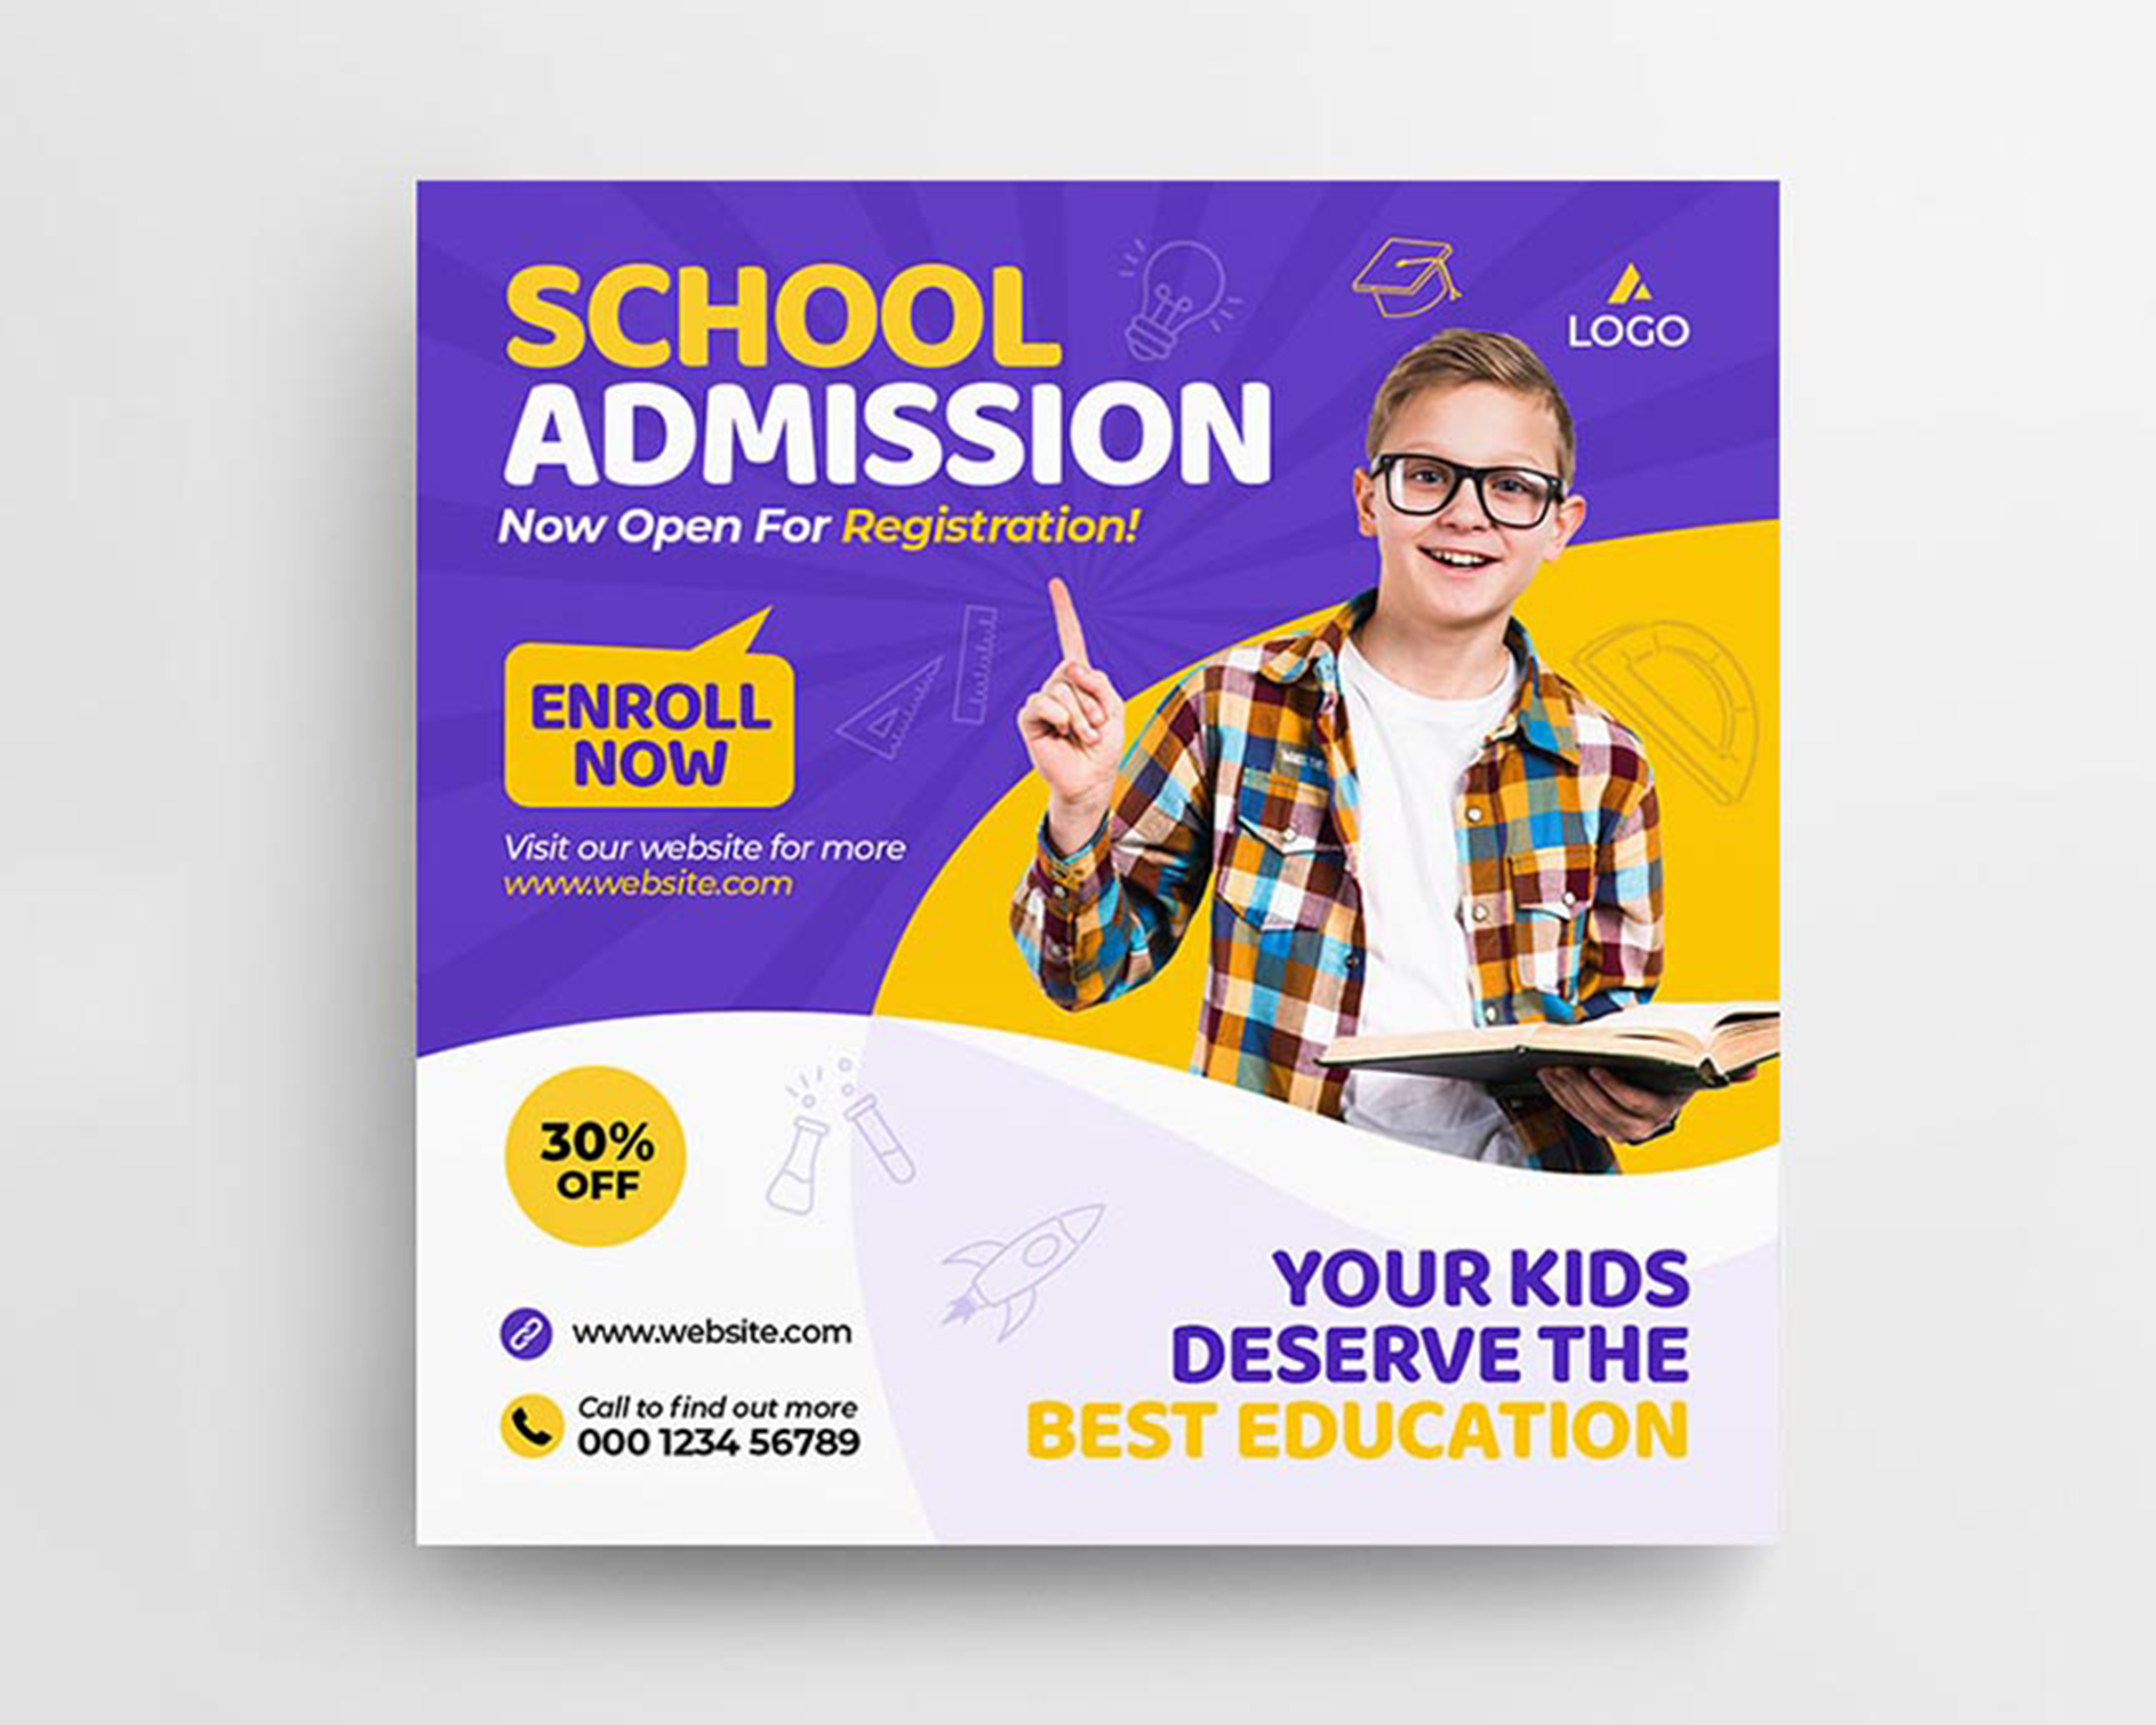 SCHOOL
ADMISSION
Now Open For Registration!
LOGO
ENROLL
NOW
Visit our website for more
www.website.com
30%
OFF
www.website.com
Call to find out more
000 1234 56789
YOUR KIDS
DESERVE THE
BEST EDUCATION